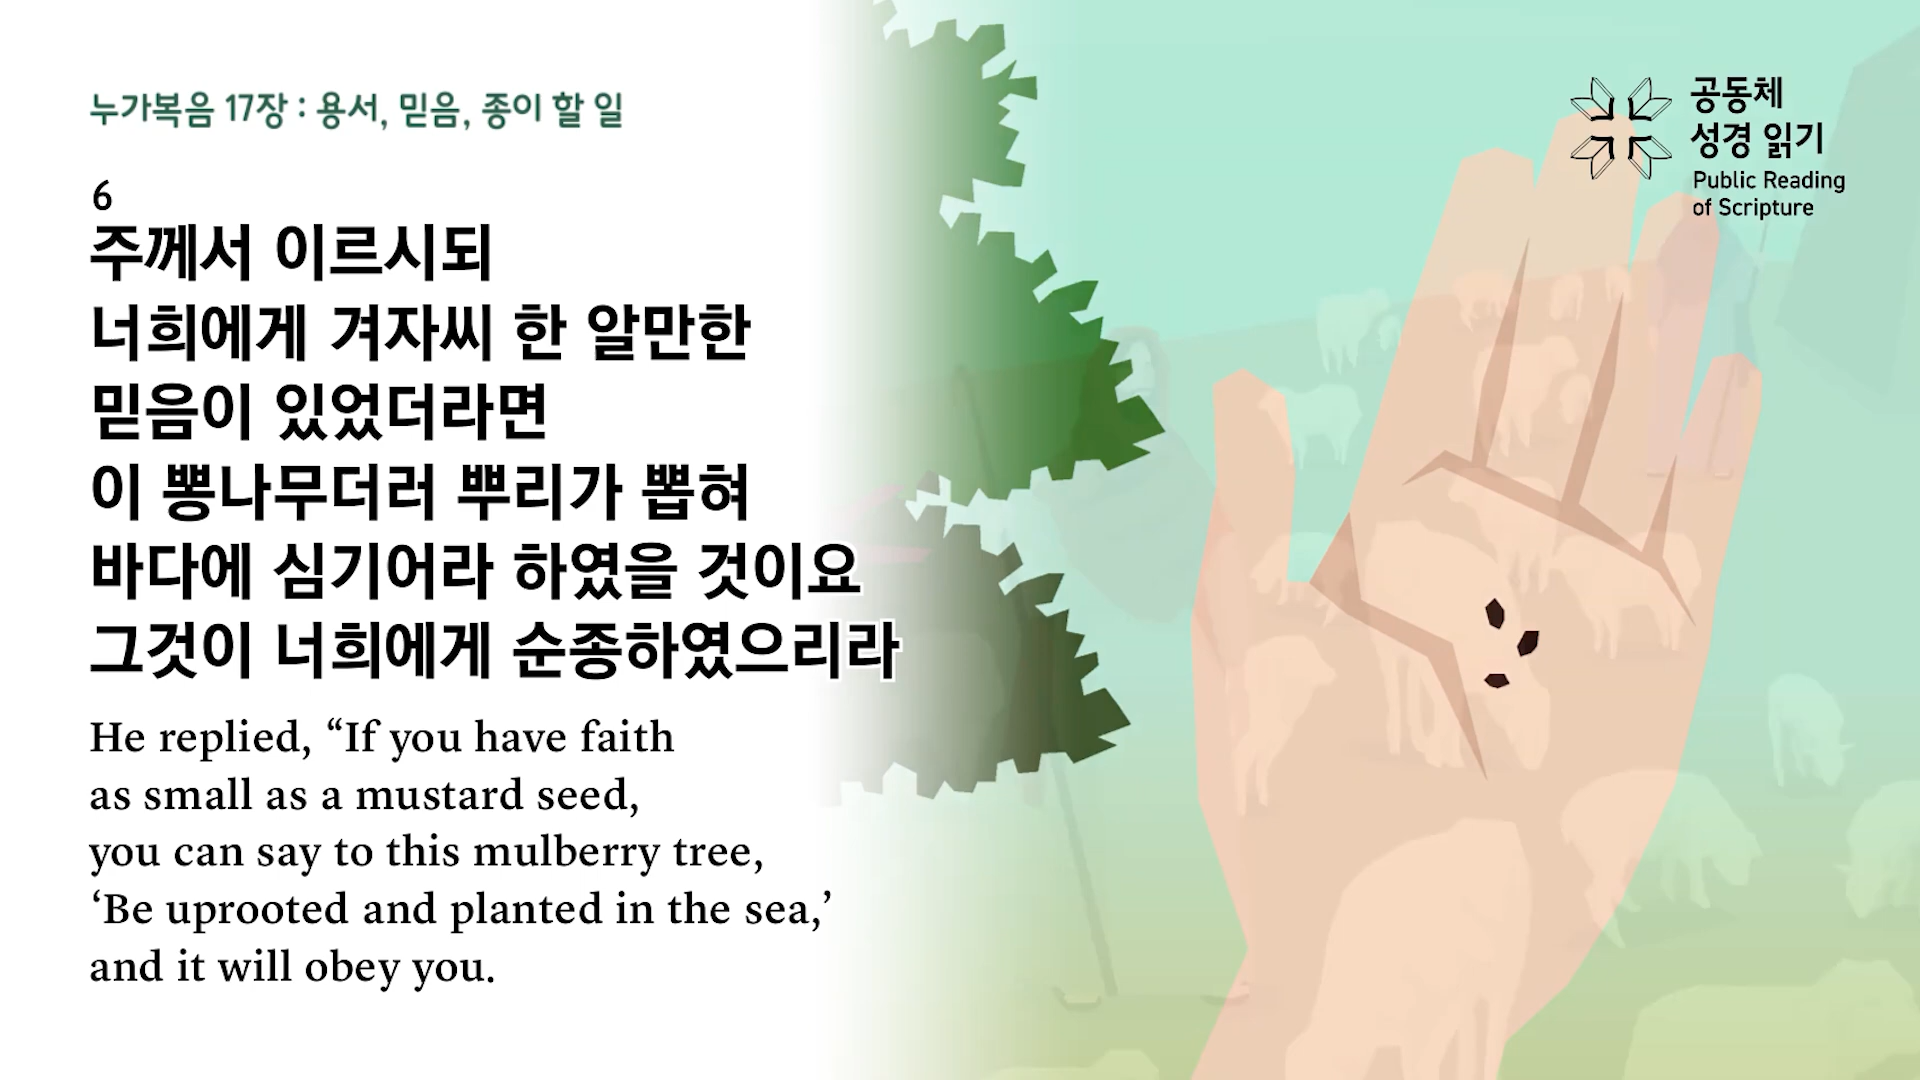 누가복음 17장 : 용서, 믿음, 종이 할 일
공동체
성경 읽기
Public Reading
of Scripture
6
주께서 이르시되
너희에게 겨자씨 한 알만한
믿음이 있었더라면
이 뽕나무더러 뿌리가 뽑혀
바다에 심기어라 하였을 것이요
그것이 너희에게 순종하였으리라
He replied, “If you have faith
as small as a mustard seed,
you can say to this mulberry tree,
‘Be uprooted and planted in the sea,’
and it will obey you.